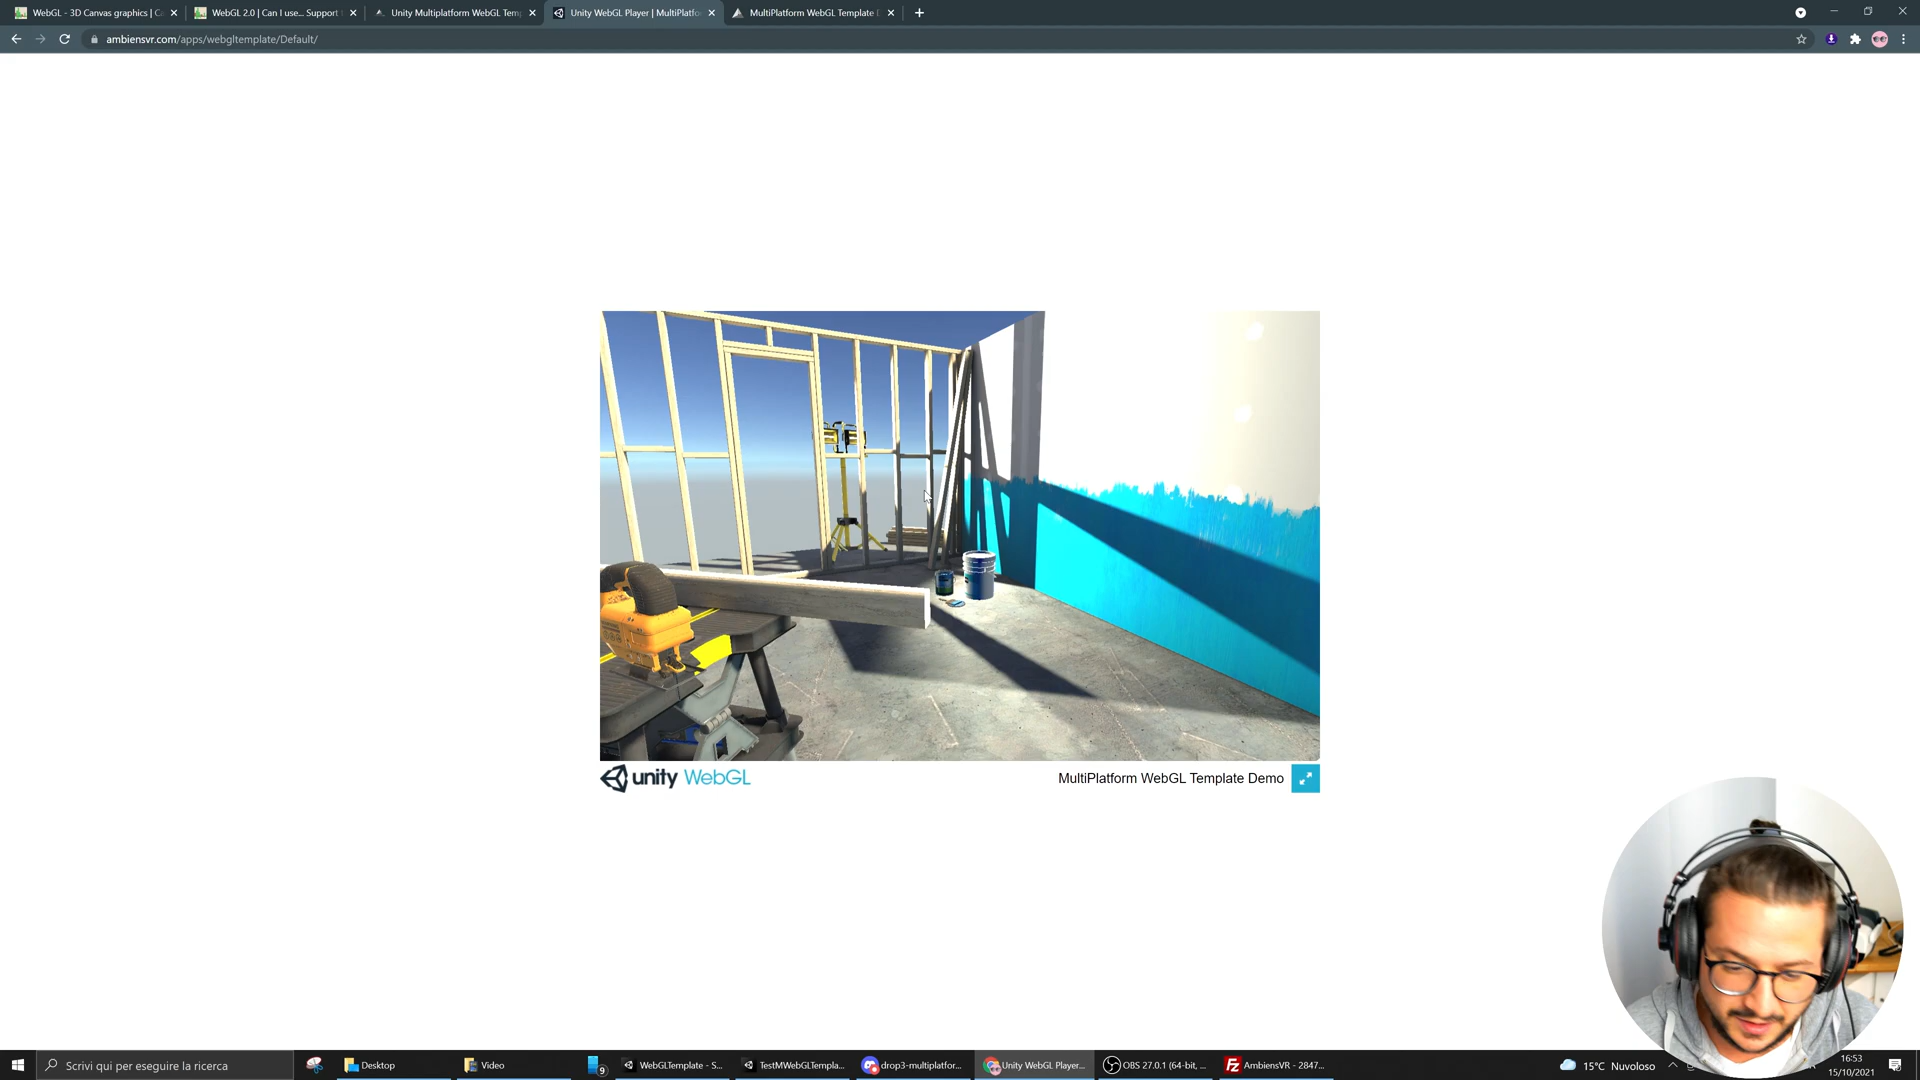 WebGL - 3D Canvas graphics | C
WebGL 2.0 | Can I use... Support
Unity Multiplatform WebGL Tem
Unity WebGL Player | MultiPlatfo
MultiPlatform WebGL Template D
ambiensvr.com/apps/webgltemplate/Default/
unity WebGL
MultiPlatform WebGL Template Demo
Scrivi qui per eseguire la ricerca
Desktop
Video
9
WebGLTemplate - S...
TestMWebGLTempla...
drop3-multiplatfor...
Unity WebGL Player...
OBS 27.0.1 (64-bit, ...
AmbiensVR - 2847...
15°C Nuvoloso
16:53
15/10/2021